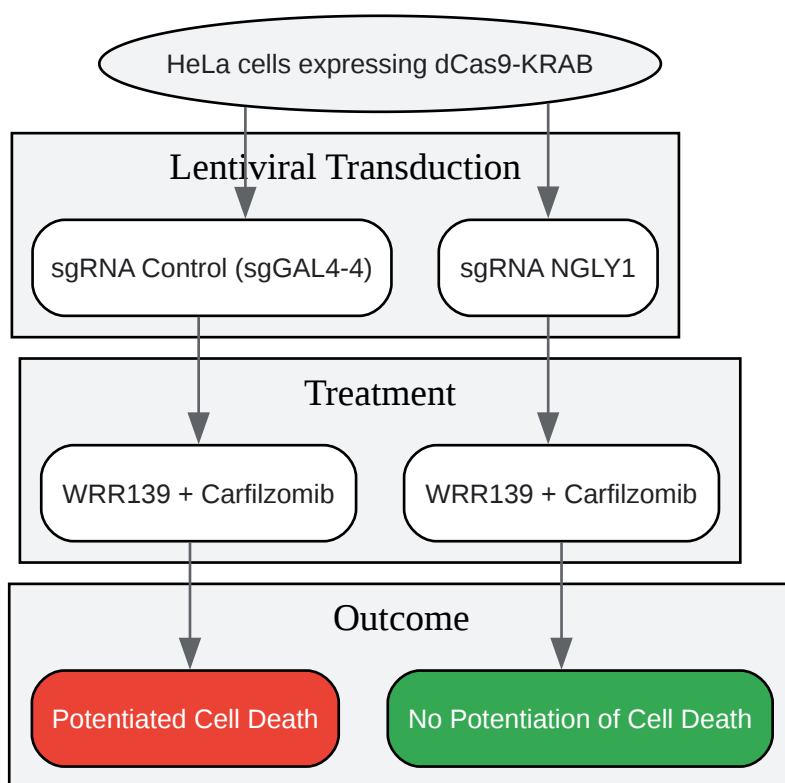 HeLa cells expressing dCas9-KRAB
Lentiviral Transduction
sgRNA Control (sgGAL4-4)
sgRNA NGLY1
Treatment
WRR139 + Carfilzomib
WRR139 + Carfilzomib
Outcome
Potentiated Cell Death
No Potentiation of Cell Death